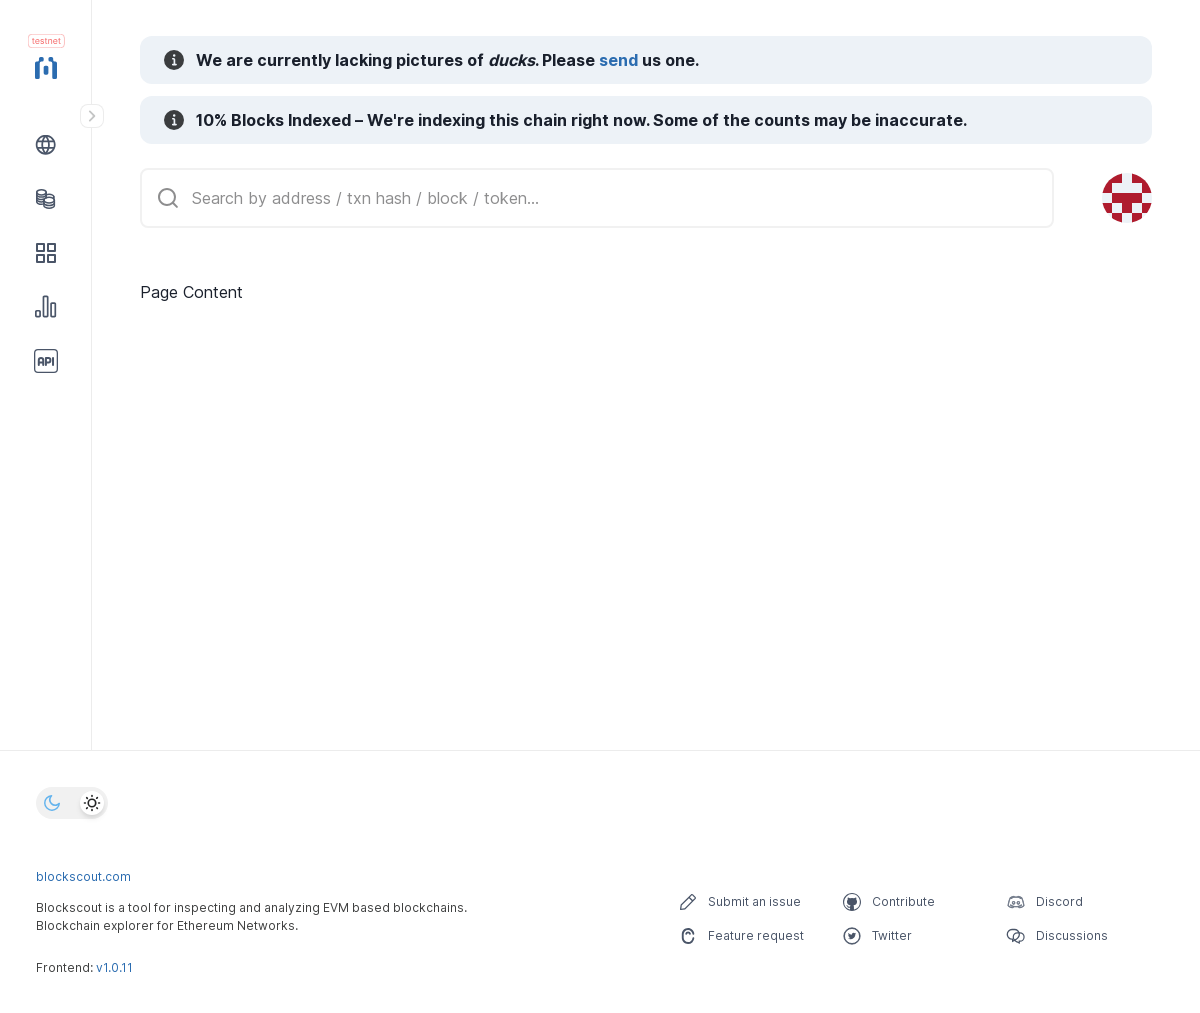 testnet
We are currently lacking pictures of ducks. Please send us one.
10% Blocks Indexed – We're indexing this chain right now. Some of the counts may be inaccurate.
Search by address / txn hash / block / token...
Page Content
API
blockscout.com
Blockscout is a tool for inspecting and analyzing EVM based blockchains.
Blockchain explorer for Ethereum Networks.
Frontend: v1.0.11
Submit an issue
Contribute
Discord
Feature request
Twitter
Discussions